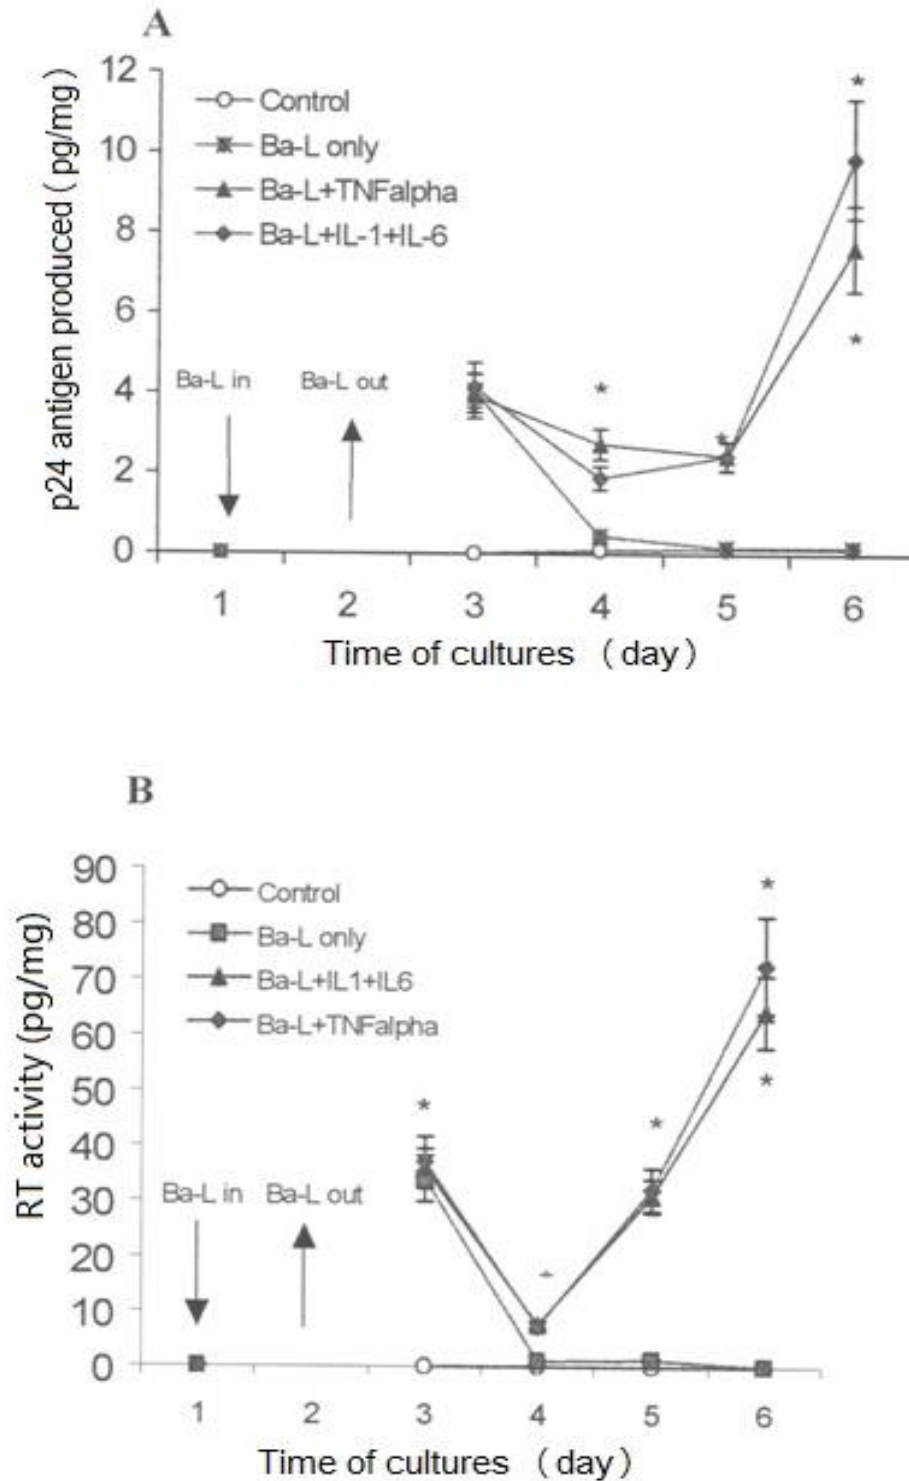 A
12
10
8
6
4
2
0
p24 antigen produced（pg/mg）
Control
Ba-L only
Ba-L+TNFalpha
Ba-L+IL-1+IL-6
*
*
*
*
Ba-L in
Ba-L out
1 2 3 4 5 6
Time of cultures （day）
B
90
80
70
60
50
40
30
20
10
0
RT activity (pg/mg)
Control
Ba-L only
Ba-L+IL1+IL6
Ba-L+TNFalpha
*
*
*
*
Ba-L in
Ba-L out
1 2 3 4 5 6
Time of cultures （day）